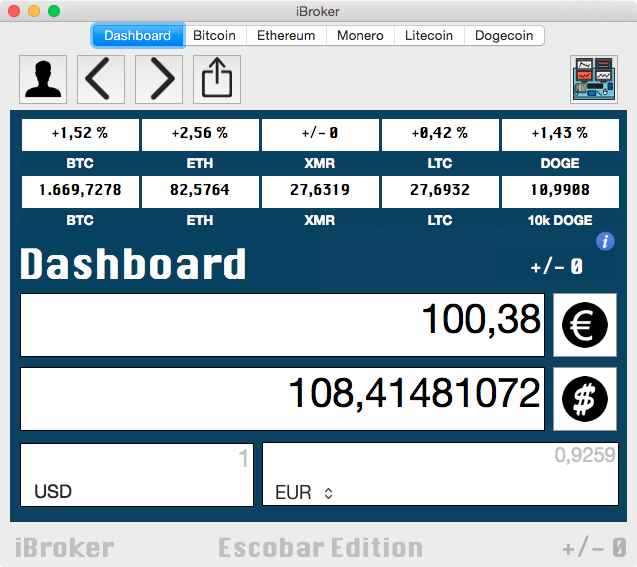 iBroker
Dashboard Bitcoin Ethereum Monero Litecoin Dogecoin
+1,52 % +2,56 % +/- 0 +0,42 % +1,43 %
BTC ETH XMR LTC DOGE
1.669,7278 82,5764 27,6319 27,6932 10,9908
BTC ETH XMR LTC 10k DOGE
i
Dashboard +/- 0
100,38 €
108,41481072 $
1 0,9259
USD EUR
iBroker Escobar Edition +/- 0